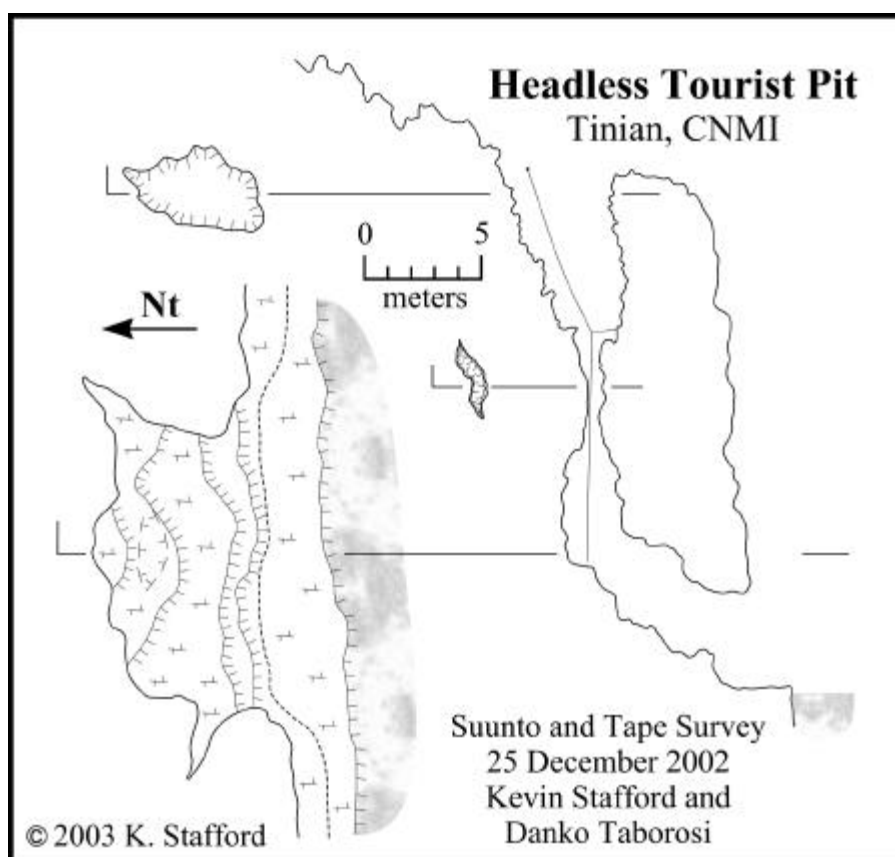 Headless Tourist Pit
Tinian, CNMI
0 5
meters
Nt
Suunto and Tape Survey
25 December 2002
Kevin Stafford and
Danko Taborosi
© 2003 K. Stafford